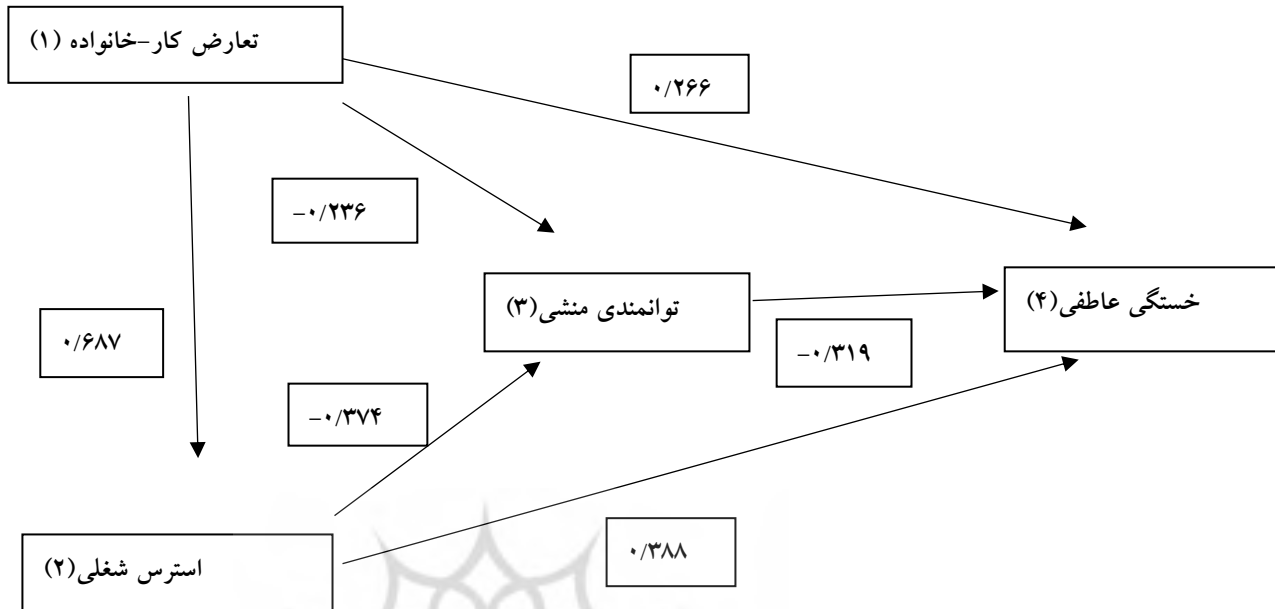 تعارض کار-خانواده (۱)
۰/۲۶۶
-۰/۲۳۶
توانمندی منشی(۳)
خستگی عاطفی(۴)
۰/۶۸۷
-۰/۳۱۹
-۰/۳۷۴
استرس شغلی(۲)
۰/۳۸۸